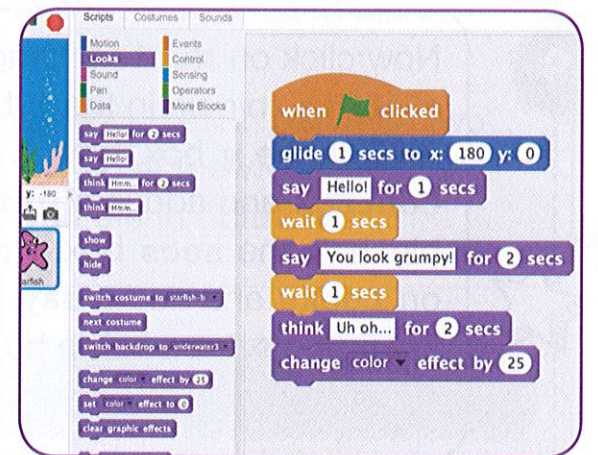 Scripts Costumes Sounds
Motion Events
Looks Control
Sound Sensing
Pen Operators
Data More Blocks
say Hello! for 2 secs
say Hello!
think Hmm... for 2 secs
think Hmm...
show
hide
switch costume to starfish-b
next costume
switch backdrop to underwater3
change color effect by 25
set color effect to 0
clear graphic effects
y: -180
arfish
when clicked
glide 1 secs to x: 180 y: 0
say Hello! for 1 secs
wait 1 secs
say You look grumpy! for 2 secs
wait 1 secs
think Uh oh... for 2 secs
change color effect by 25